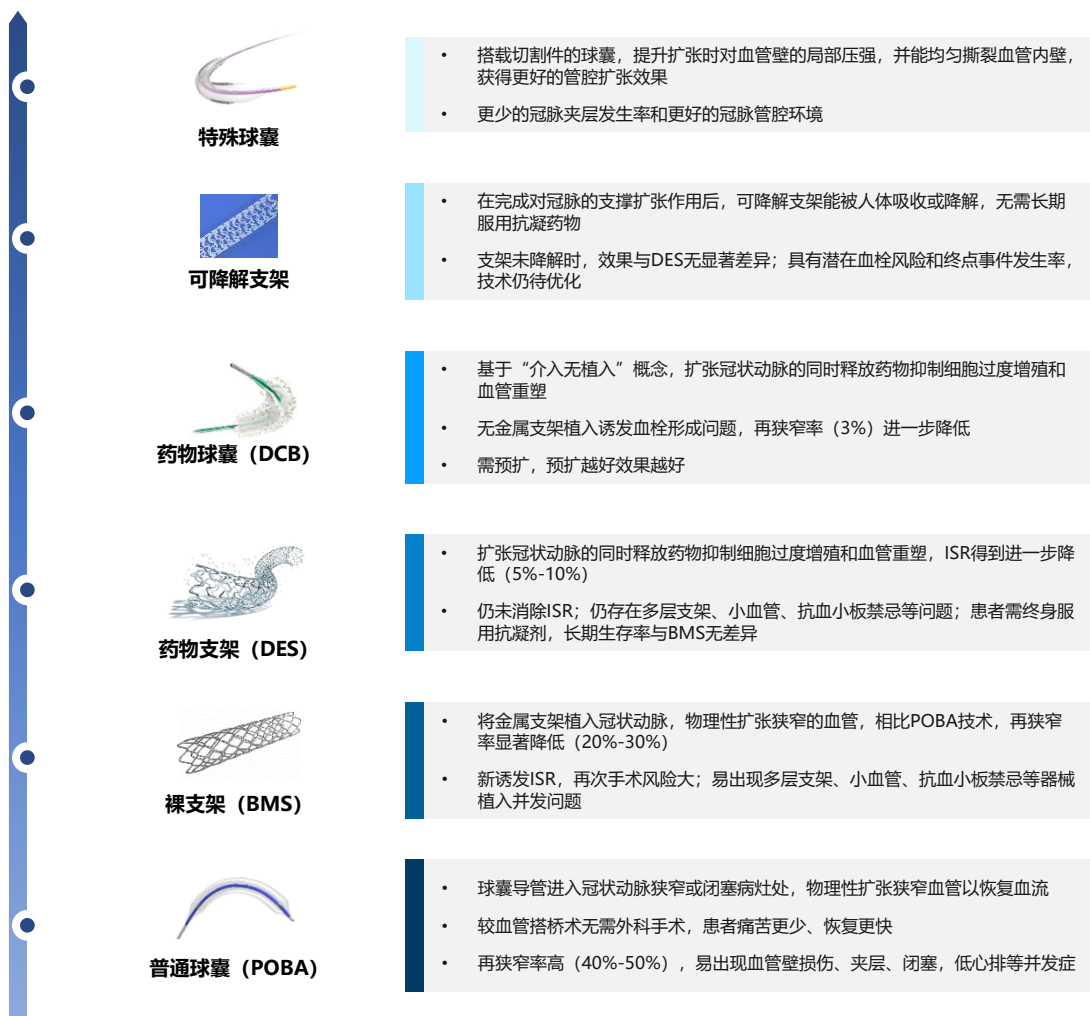 • 搭载切割件的球囊，提升扩张时对血管壁的局部压强，并能均匀撕裂血管内壁，
获得更好的管腔扩张效果
• 更少的冠脉夹层发生率和更好的冠脉管腔环境
特殊球囊
• 在完成对冠脉的支撑扩张作用后，可降解支架能被人体吸收或降解，无需长期
服用抗凝药物
• 支架未降解时，效果与DES无显著差异；具有潜在血栓风险和终点事件发生率，
技术仍待优化
可降解支架
• 基于“介入无植入”概念，扩张冠状动脉的同时释放药物抑制细胞过度增殖和
血管重塑
• 无金属支架植入诱发血栓形成问题，再狭窄率（3%）进一步降低
• 需预扩，预扩越好效果越好
药物球囊（DCB）
• 扩张冠状动脉的同时释放药物抑制细胞过度增殖和血管重塑，ISR得到进一步降
低（5%-10%）
• 仍未消除ISR；仍存在多层支架、小血管、抗血小板禁忌等问题；患者需终身服
用抗凝剂，长期生存率与BMS无差异
药物支架（DES）
• 将金属支架植入冠状动脉，物理性扩张狭窄的血管，相比POBA技术，再狭窄
率显著降低（20%-30%）
• 新诱发ISR，再次手术风险大；易出现多层支架、小血管、抗血小板禁忌等器械
植入并发问题
裸支架（BMS）
• 球囊导管进入冠状动脉狭窄或闭塞病灶处，物理性扩张狭窄血管以恢复血流
• 较血管搭桥术无需外科手术，患者痛苦更少、恢复更快
• 再狭窄率高（40%-50%）, 易出现血管壁损伤、夹层、闭塞，低心排等并发症
普通球囊（POBA）